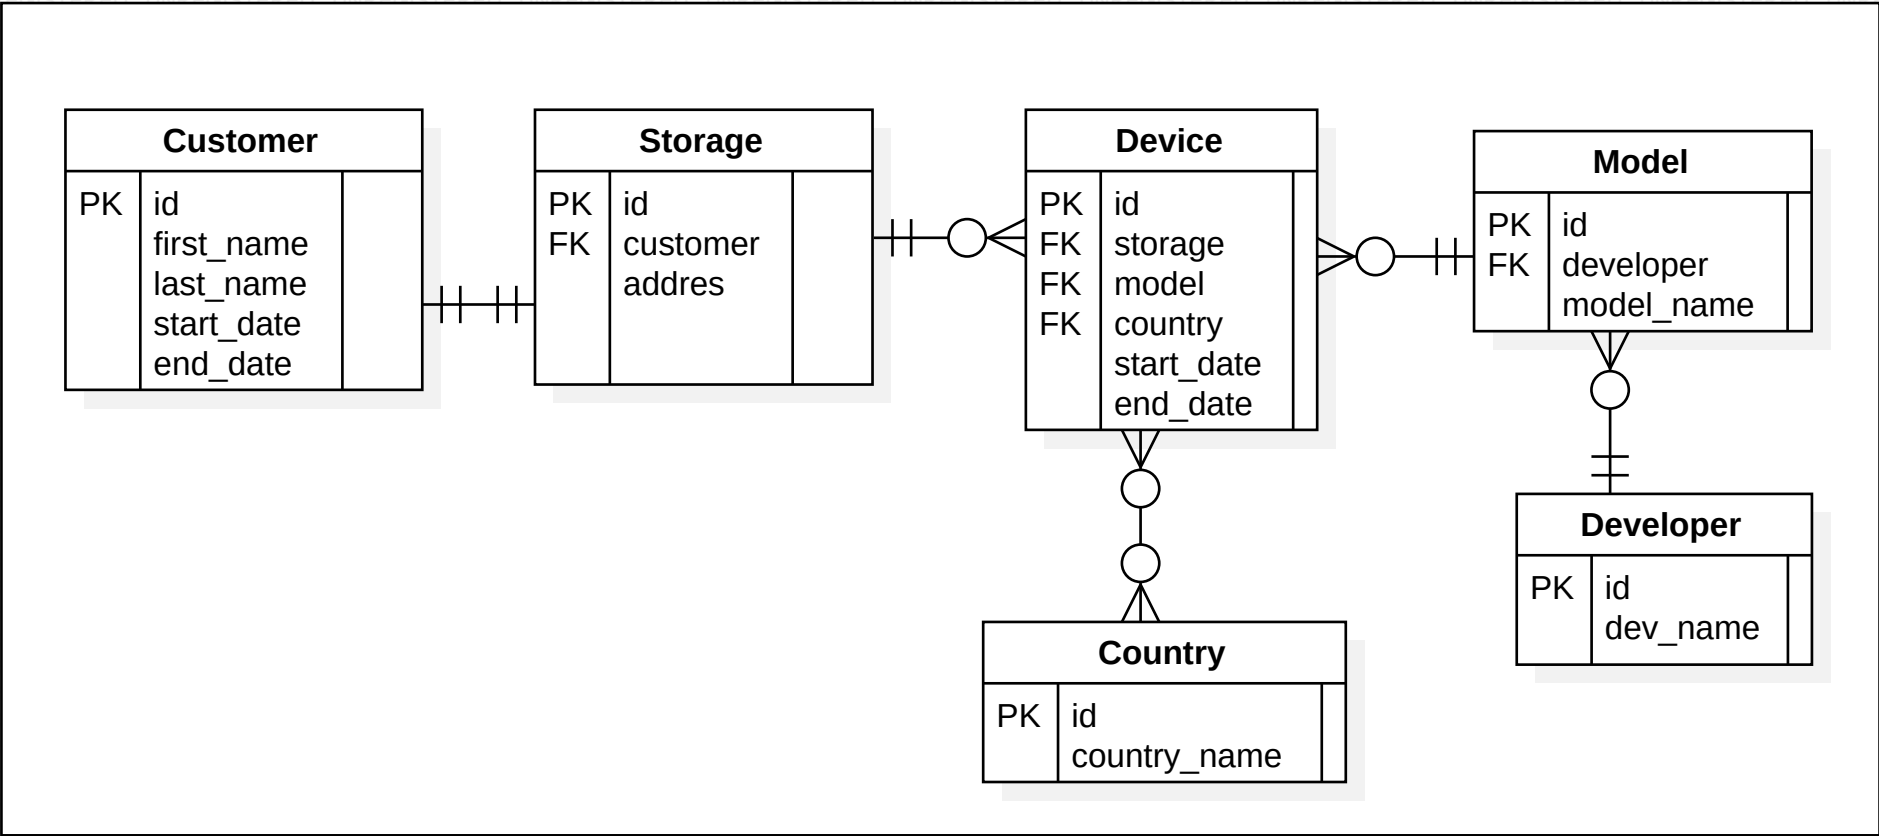 Customer
PK id
first_name
last_name
start_date
end_date
Storage
PK id
FK customer
addres
Device
PK id
FK storage
FK model
FK country
start_date
end_date
Model
PK id
FK developer
model_name
Developer
PK id
dev_name
Country
PK id
country_name